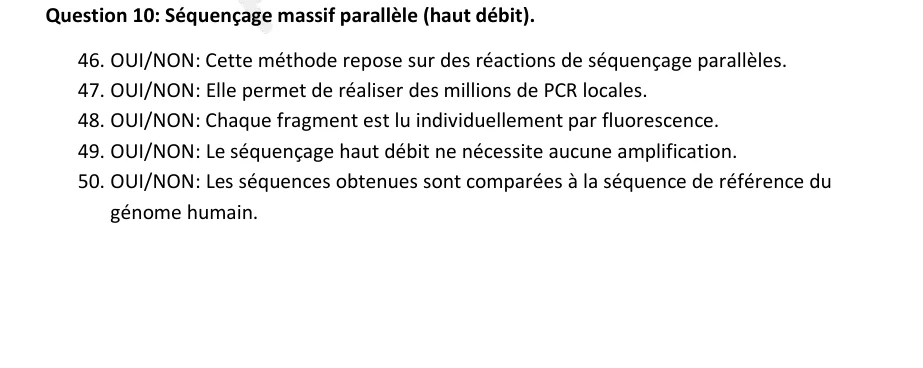 Question 10: Séquençage massif parallèle (haut débit).
46. OUI/NON: Cette méthode repose sur des réactions de séquençage parallèles.
47. OUI/NON: Elle permet de réaliser des millions de PCR locales.
48. OUI/NON: Chaque fragment est lu individuellement par fluorescence.
49. OUI/NON: Le séquençage haut débit ne nécessite aucune amplification.
50. OUI/NON: Les séquences obtenues sont comparées à la séquence de référence du
génome humain.